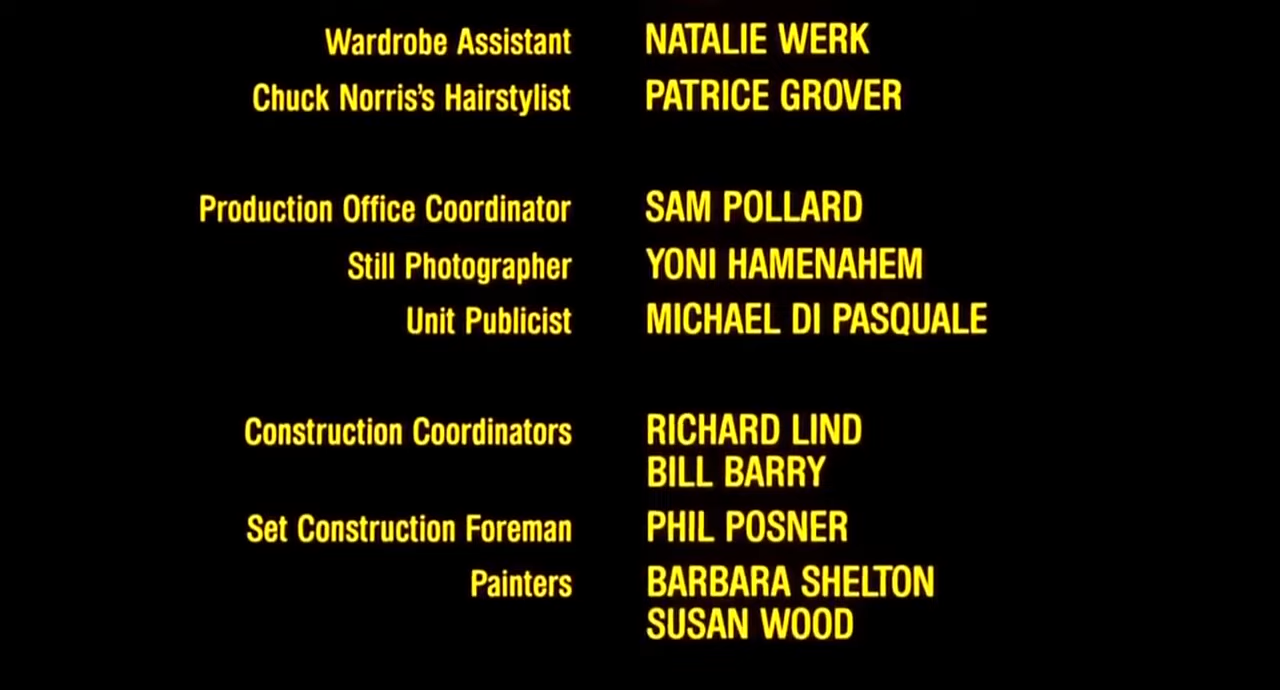 Wardrobe Assistant NATALIE WERK
Chuck Norris's Hairstylist PATRICE GROVER
Production Office Coordinator SAM POLLARD
Still Photographer YONI HAMENAHEM
Unit Publicist MICHAEL DI PASQUALE
Construction Coordinators RICHARD LIND
BILL BARRY
Set Construction Foreman PHIL POSNER
Painters BARBARA SHELTON
SUSAN WOOD